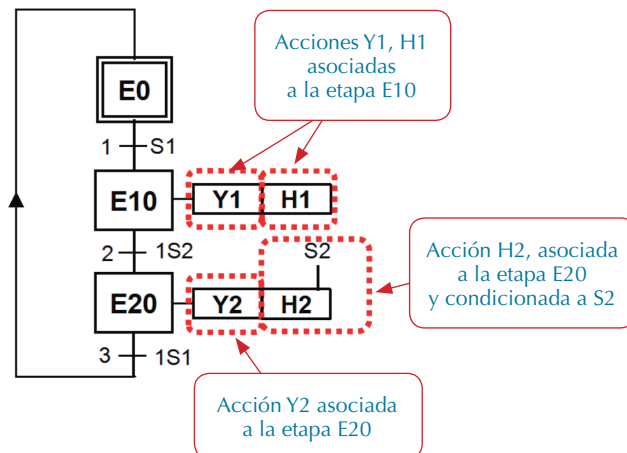 Acciones Y1, H1
asociadas
a la etapa E10
E0
1 S1
E10 Y1 H1
2 1S2
S2
E20 Y2 H2
3 1S1
Acción H2, asociada
a la etapa E20
y condicionada a S2
Acción Y2 asociada
a la etapa E20